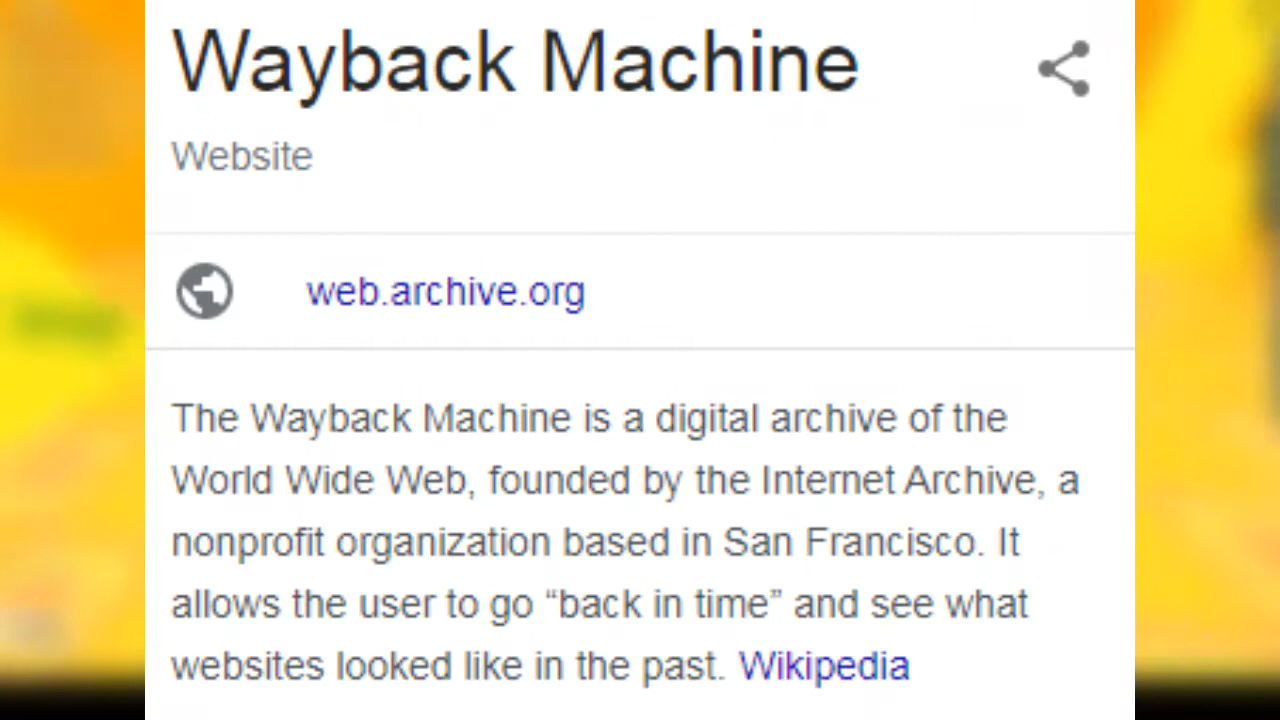 Wayback Machine
Website
web.archive.org
The Wayback Machine is a digital archive of the
World Wide Web, founded by the Internet Archive, a
nonprofit organization based in San Francisco. It
allows the user to go “back in time” and see what
websites looked like in the past. Wikipedia